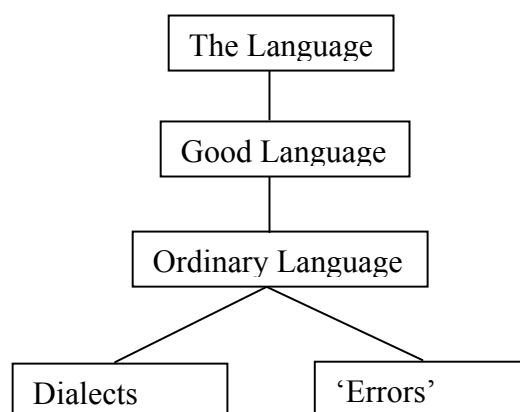 The Language
Good Language
Ordinary Language
Dialects
‘Errors’